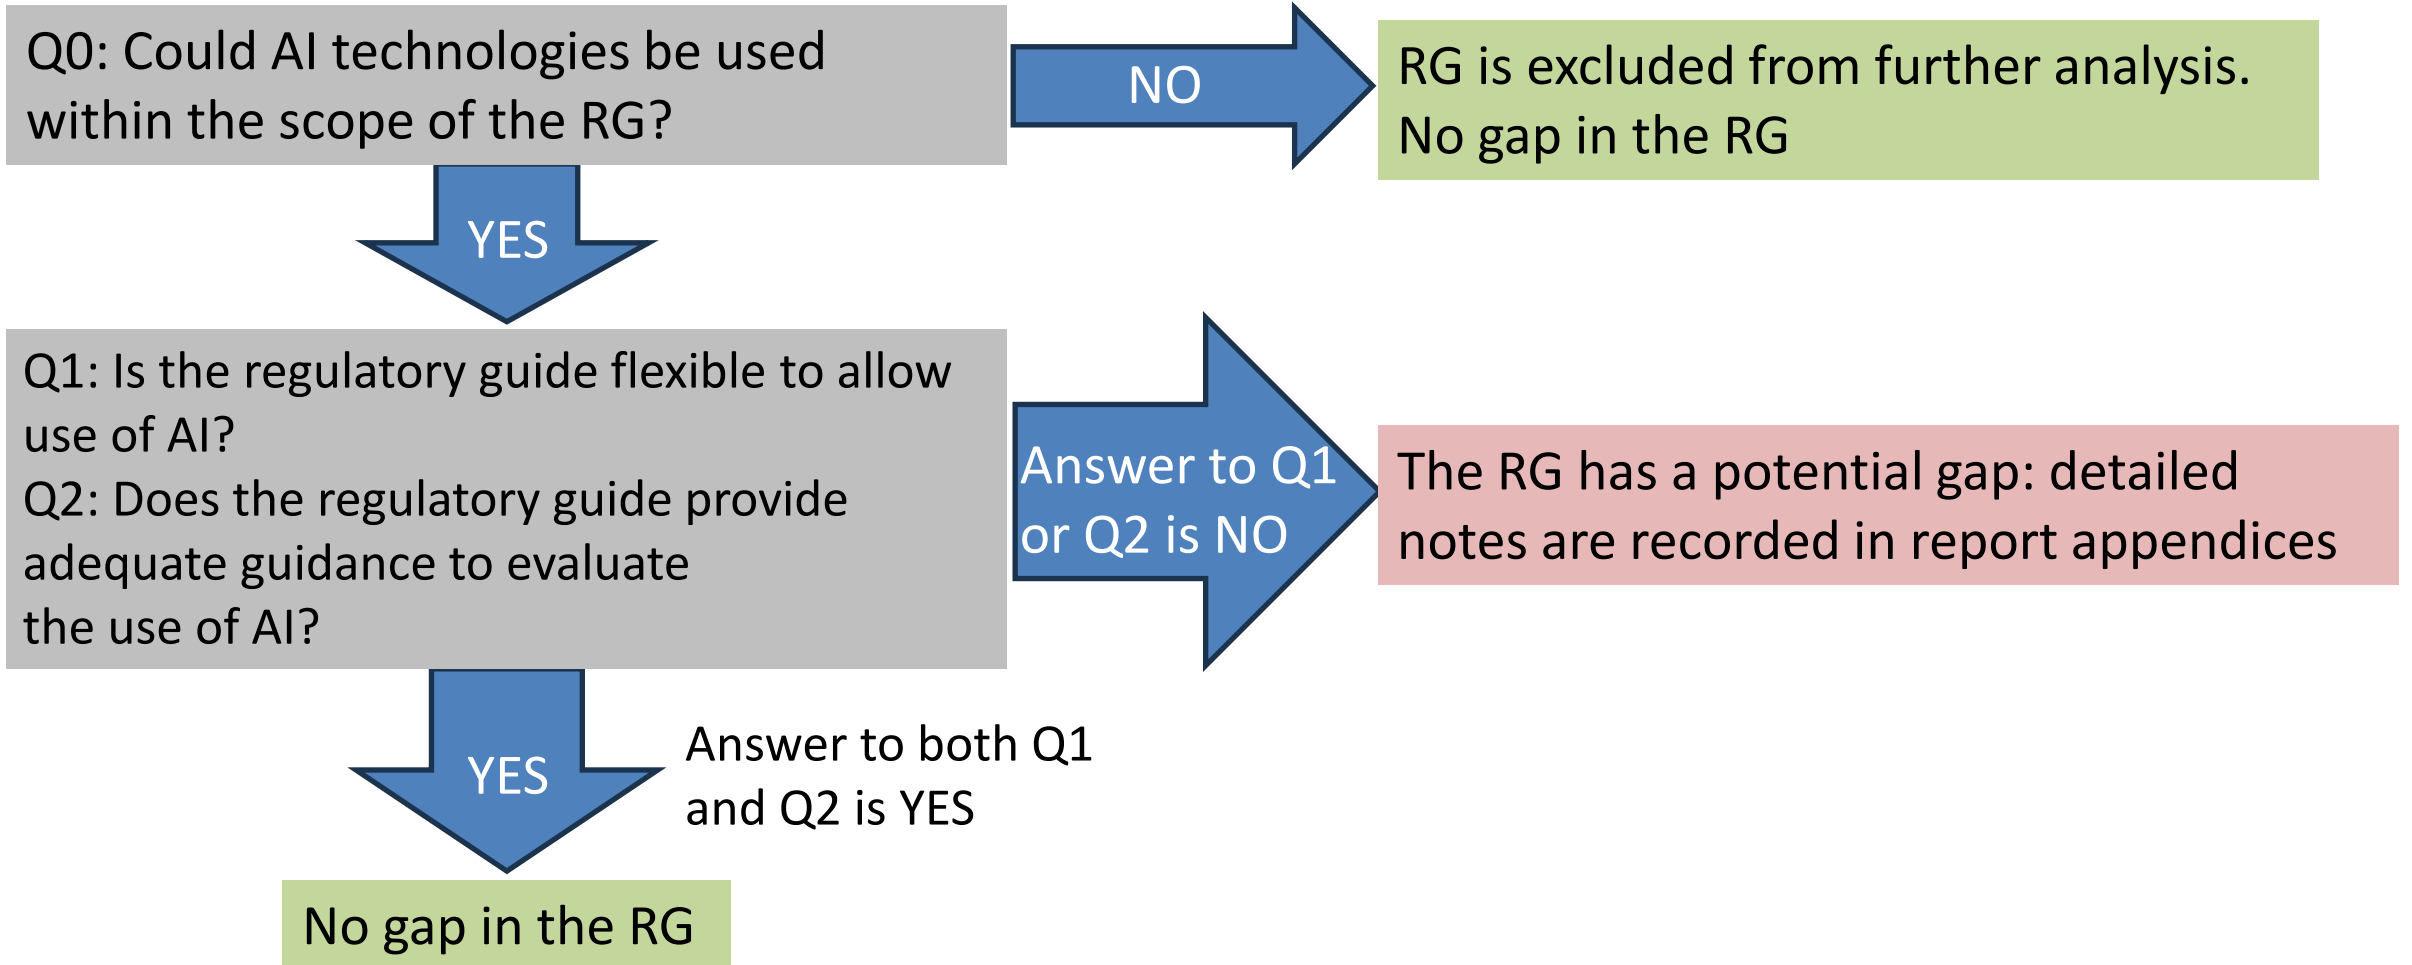 Q0: Could AI technologies be used
within the scope of the RG?
NO
RG is excluded from further analysis.
No gap in the RG
YES
Q1: Is the regulatory guide flexible to allow
use of AI?
Q2: Does the regulatory guide provide
adequate guidance to evaluate
the use of AI?
Answer to Q1
or Q2 is NO
The RG has a potential gap: detailed
notes are recorded in report appendices
YES
Answer to both Q1
and Q2 is YES
No gap in the RG